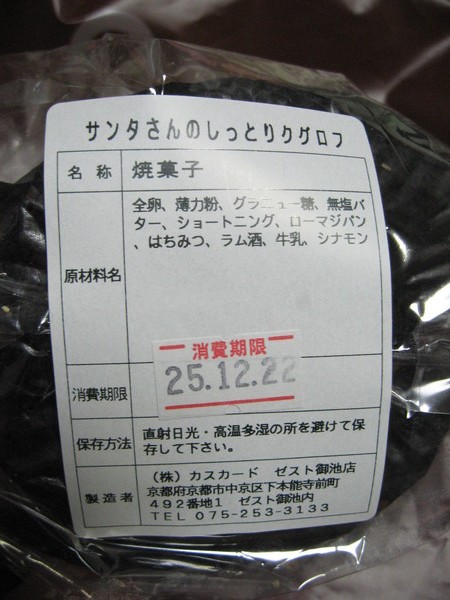 サンタさんのしっとりクグロフ
名 称 焼菓子
原材料名 全卵、薄力粉、グラニュー糖、無塩バ
ター、ショートニング、ローマジパン
、はちみつ、ラム酒、牛乳、シナモン
消費期限
消費期限 25.12.22
保存方法 直射日光・高温多湿の所を避けて保
存して下さい。
製造者 (株) カスカード ゼスト御池店
京都府京都市中京区下本能寺前町
492番地1 ゼスト御池内
TEL 075-253-3133